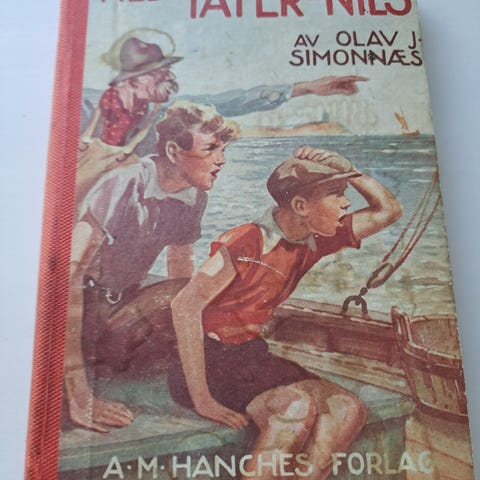 TATER-NILS
AV OLAV J.
SIMONNÆS
A·M·HANCHES FORLAG